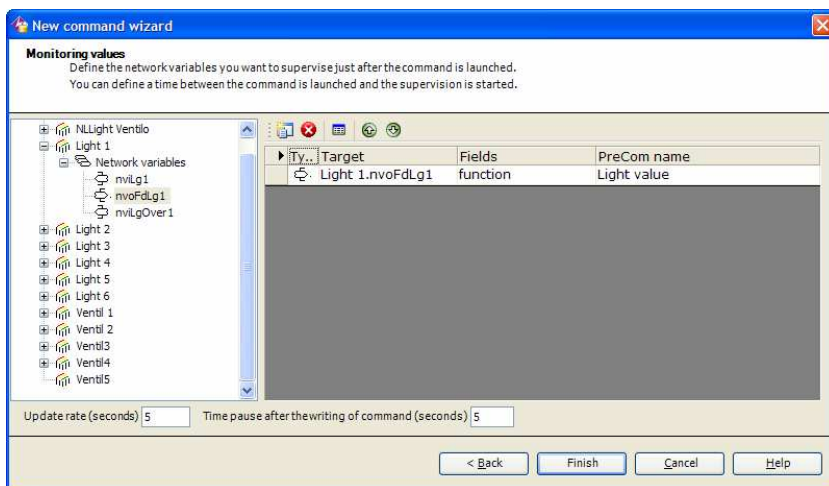 New command wizard
Monitoring values
Define the network variables you want to supervise just after the command is launched.
You can define a time between the command is launched and the supervision is started.
NLLight Ventilo
Light 1
Network variables
nviLg1
nvoFdLg1
nviLgOver1
Light 2
Light 3
Light 4
Light 5
Light 6
Ventil 1
Ventil 2
Ventil3
Ventil4
Ventil5
Ty.. Target Fields PreCom name
Light 1.nvoFdLg1 function Light value
Update rate (seconds) 5 Time pause after the writing of command (seconds) 5
< Back Finish Cancel Help